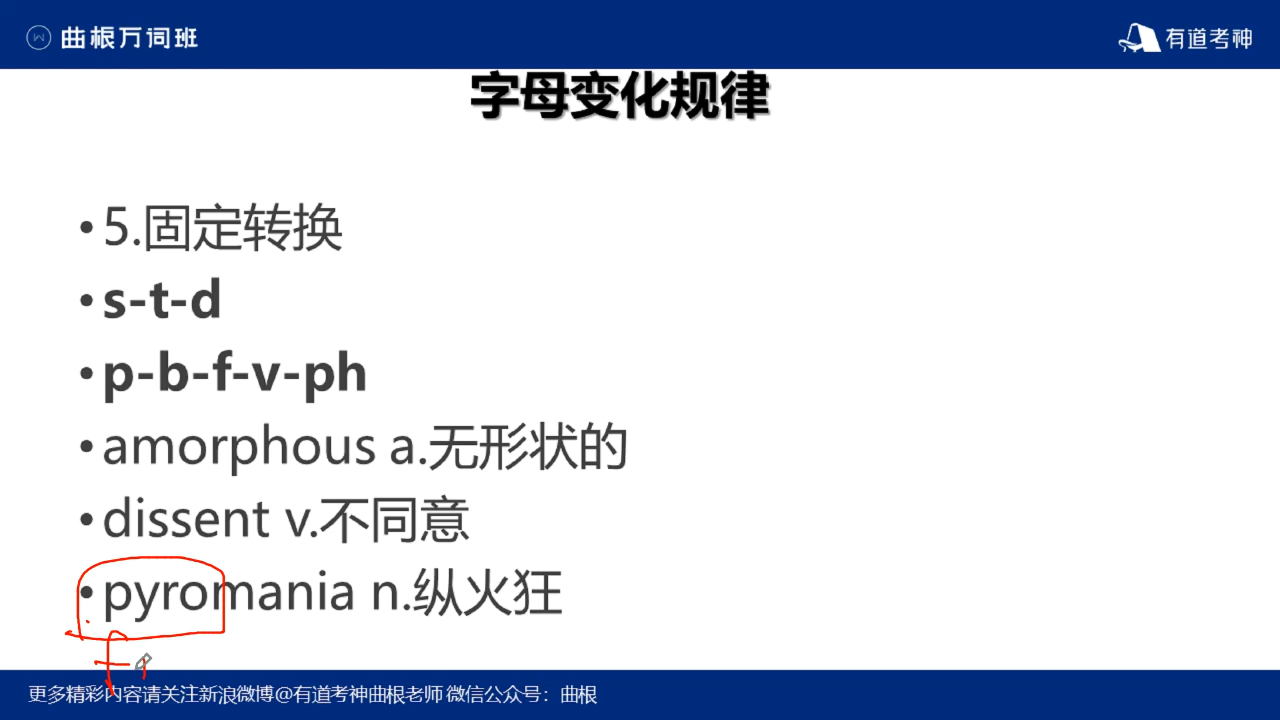 曲根万词班
有道考神
字母变化规律
•5.固定转换
•s-t-d
•p-b-f-v-ph
•amorphous a.无形状的
•dissent v.不同意
•pyromania n.纵火狂
f
更多精彩内容请关注新浪微博@有道考神曲根老师 微信公众号：曲根